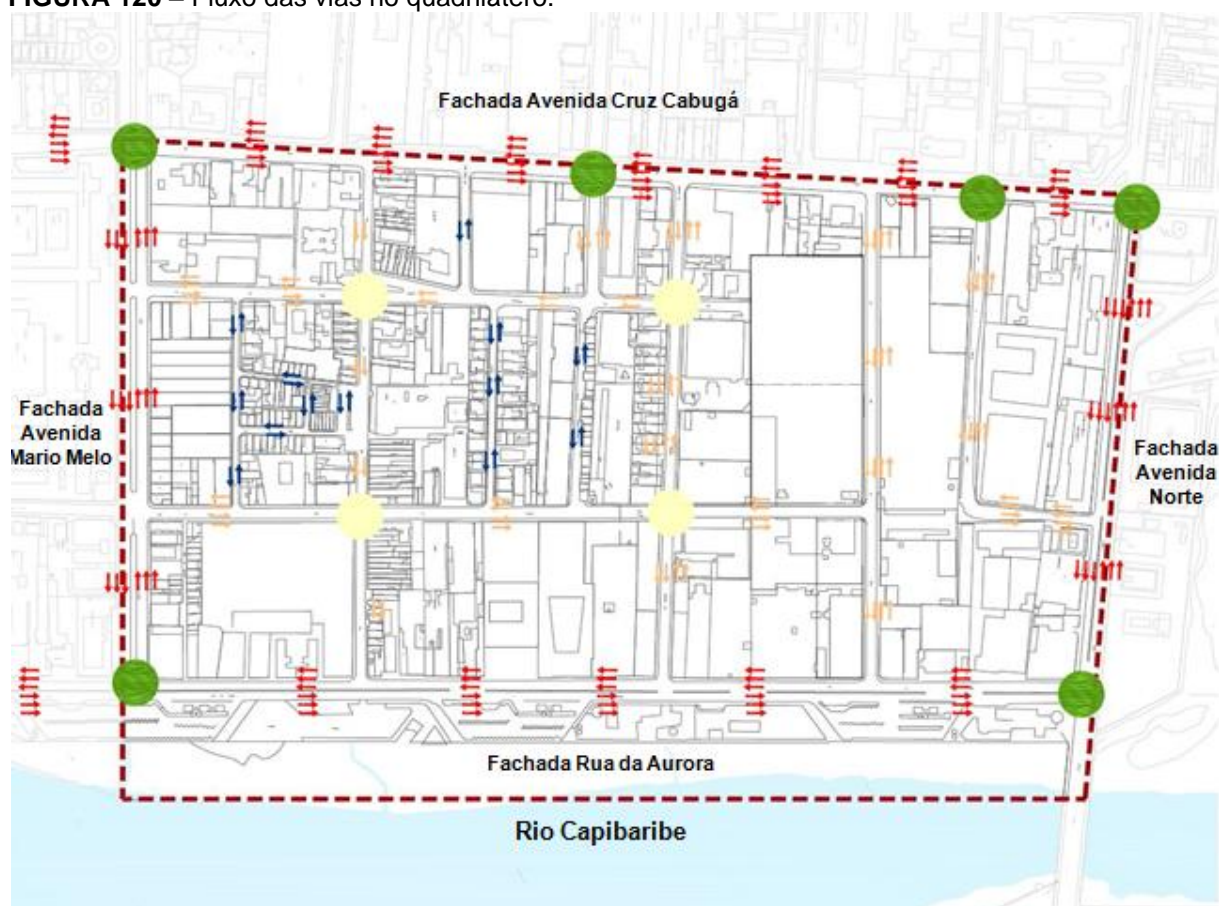 FIGURA 120 – Fluxo das vias no quadrilátero.
Fachada Avenida Cruz Cabugá
Fachada
Avenida
Mario Melo
Fachada
Avenida
Norte
Fachada Rua da Aurora
Rio Capibaribe